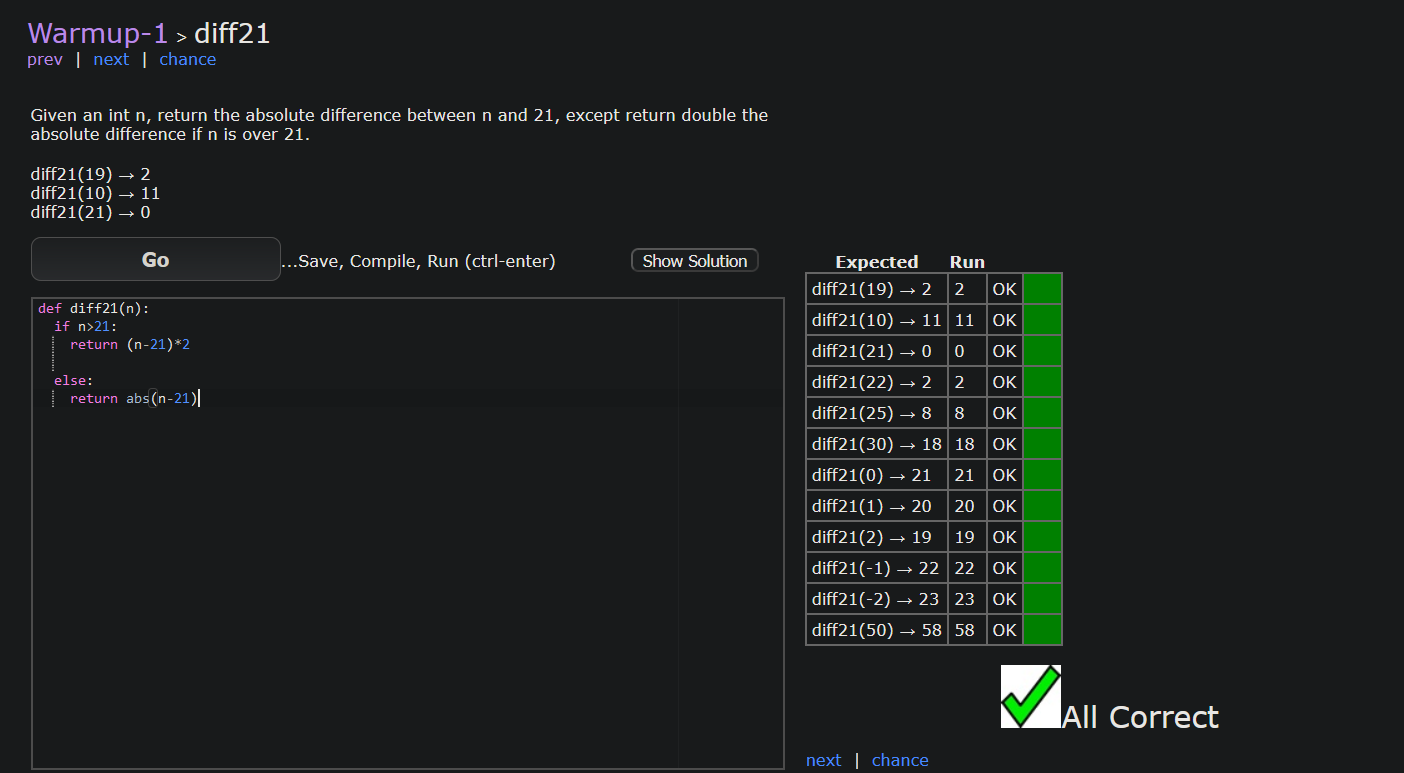 Warmup-1 > diff21
prev | next | chance
Given an int n, return the absolute difference between n and 21, except return double the
absolute difference if n is over 21.
diff21(19) → 2
diff21(10) → 11
diff21(21) → 0
Go ...Save, Compile, Run (ctrl-enter) Show Solution
def diff21(n):
  if n>21:
    return (n-21)*2
  else:
    return abs(n-21)
Expected Run
diff21(19) → 2 2 OK
diff21(10) → 11 11 OK
diff21(21) → 0 0 OK
diff21(22) → 2 2 OK
diff21(25) → 8 8 OK
diff21(30) → 18 18 OK
diff21(0) → 21 21 OK
diff21(1) → 20 20 OK
diff21(2) → 19 19 OK
diff21(-1) → 22 22 OK
diff21(-2) → 23 23 OK
diff21(50) → 58 58 OK
All Correct
next | chance